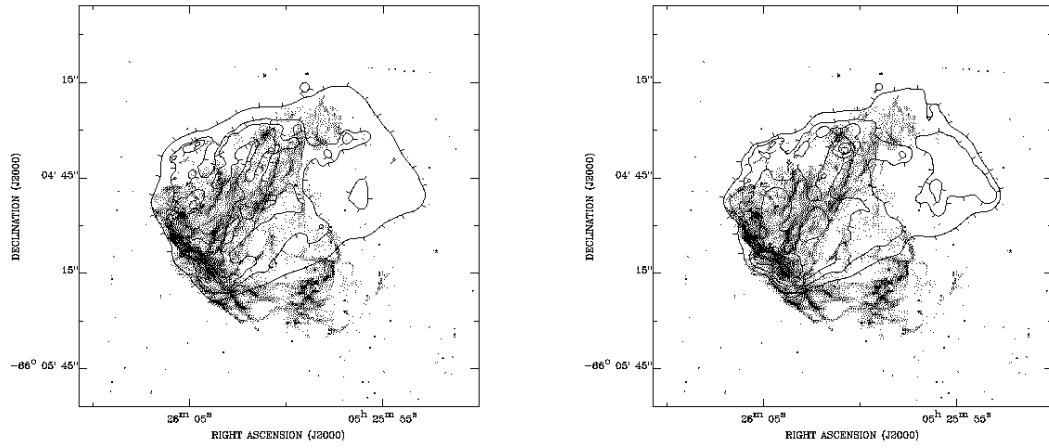 15"
04' 45"
15"
-66° 05' 45"
DECLINATION (J2000)
26ᵐ 05ˢ
05ʰ 25ᵐ 55ˢ
RIGHT ASCENSION (J2000)
15"
04' 45"
15"
-66° 05' 45"
DECLINATION (J2000)
26ᵐ 05ˢ
05ʰ 25ᵐ 55ˢ
RIGHT ASCENSION (J2000)